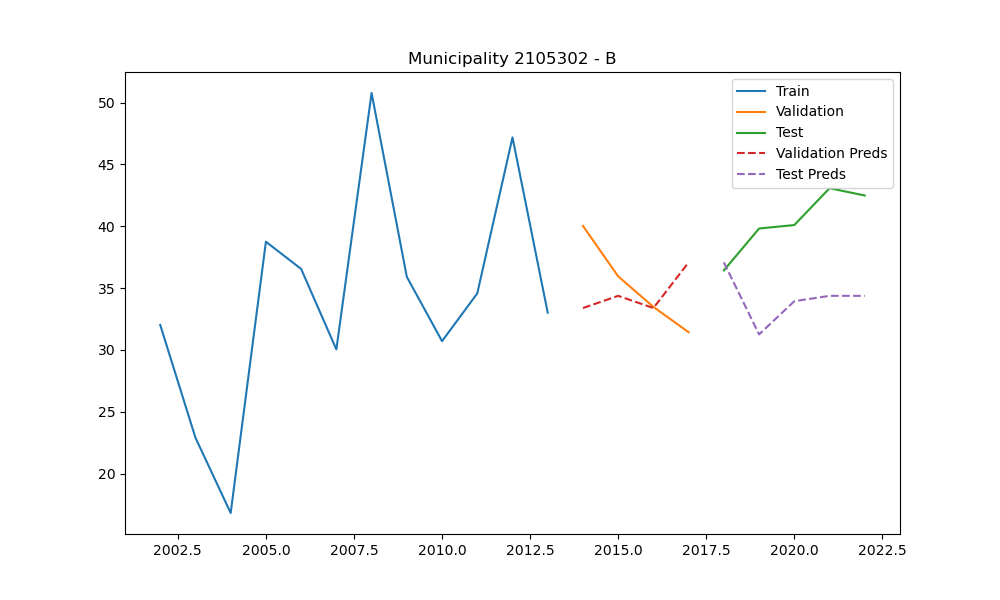 Municipality 2105302 - B
Train
Validation
Test
Validation Preds
Test Preds
50
45
40
35
30
25
20
2002.5 2005.0 2007.5 2010.0 2012.5 2015.0 2017.5 2020.0 2022.5